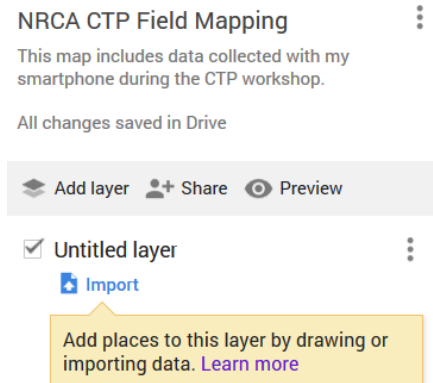 NRCA CTP Field Mapping
This map includes data collected with my
smartphone during the CTP workshop.
All changes saved in Drive
Add layer Share Preview
Untitled layer
Import
Add places to this layer by drawing or
importing data. Learn more